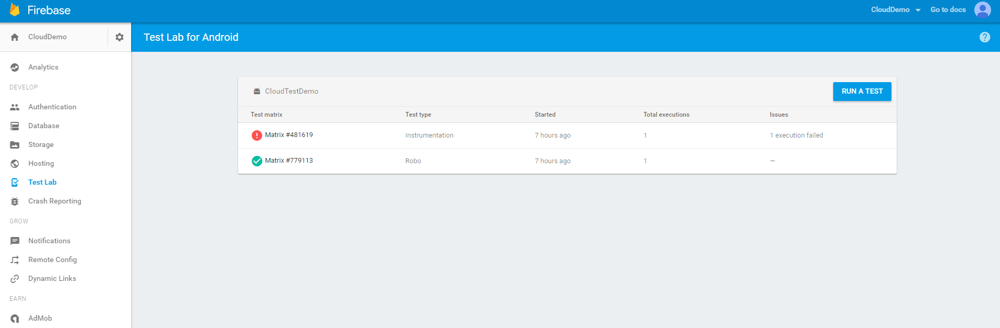 Firebase
CloudDemo
Go to docs
CloudDemo
Test Lab for Android
?
Analytics
DEVELOP
Authentication
Database
Storage
Hosting
Test Lab
Crash Reporting
GROW
Notifications
Remote Config
Dynamic Links
EARN
AdMob
CloudTestDemo
RUN A TEST
Test matrix Test type Started Total executions Issues
! Matrix #481619 Instrumentation 7 hours ago 1 1 execution failed
Matrix #779113 Robo 7 hours ago 1 —